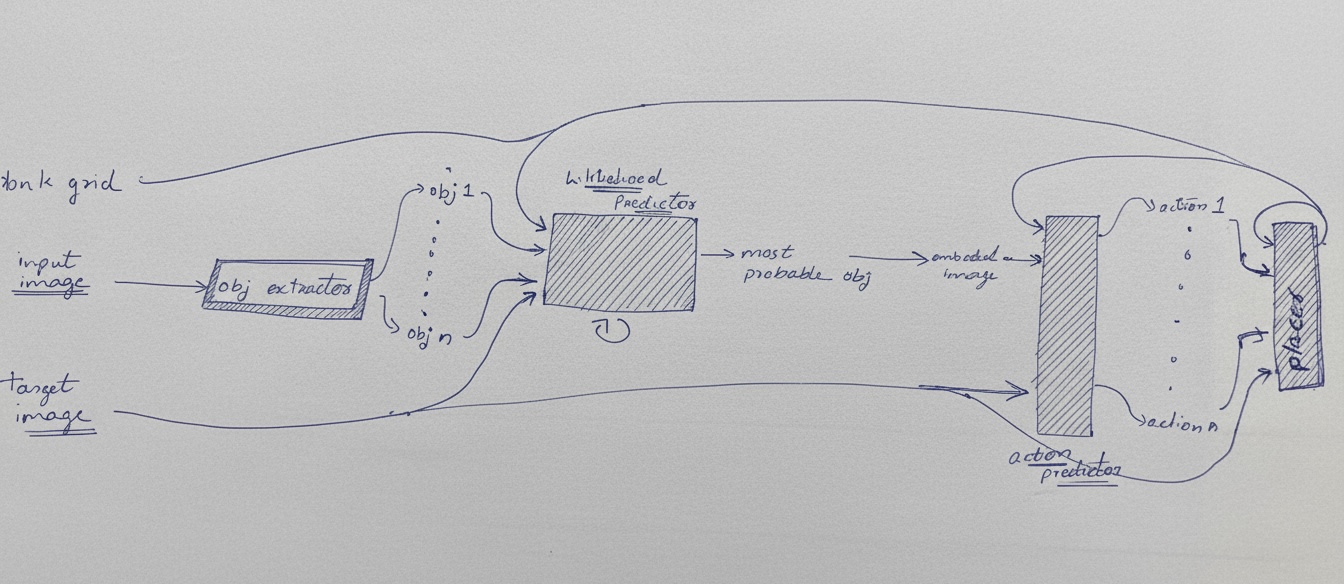 grid
input
image
obj extractor
obj 1
obj n
target
image
Likelihood
Predictor
most
probable obj
embedded
image
action 1
action n
action
predictor
placer